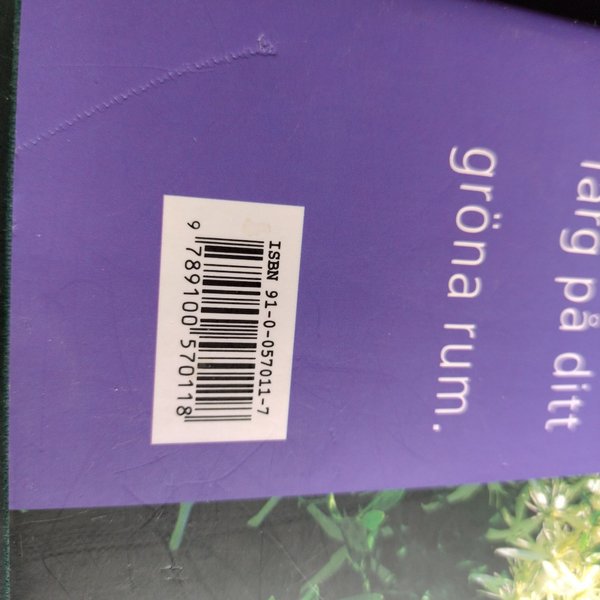 färg på ditt
gröna rum.
ISBN 91-0-057011-7
9 789100 570118